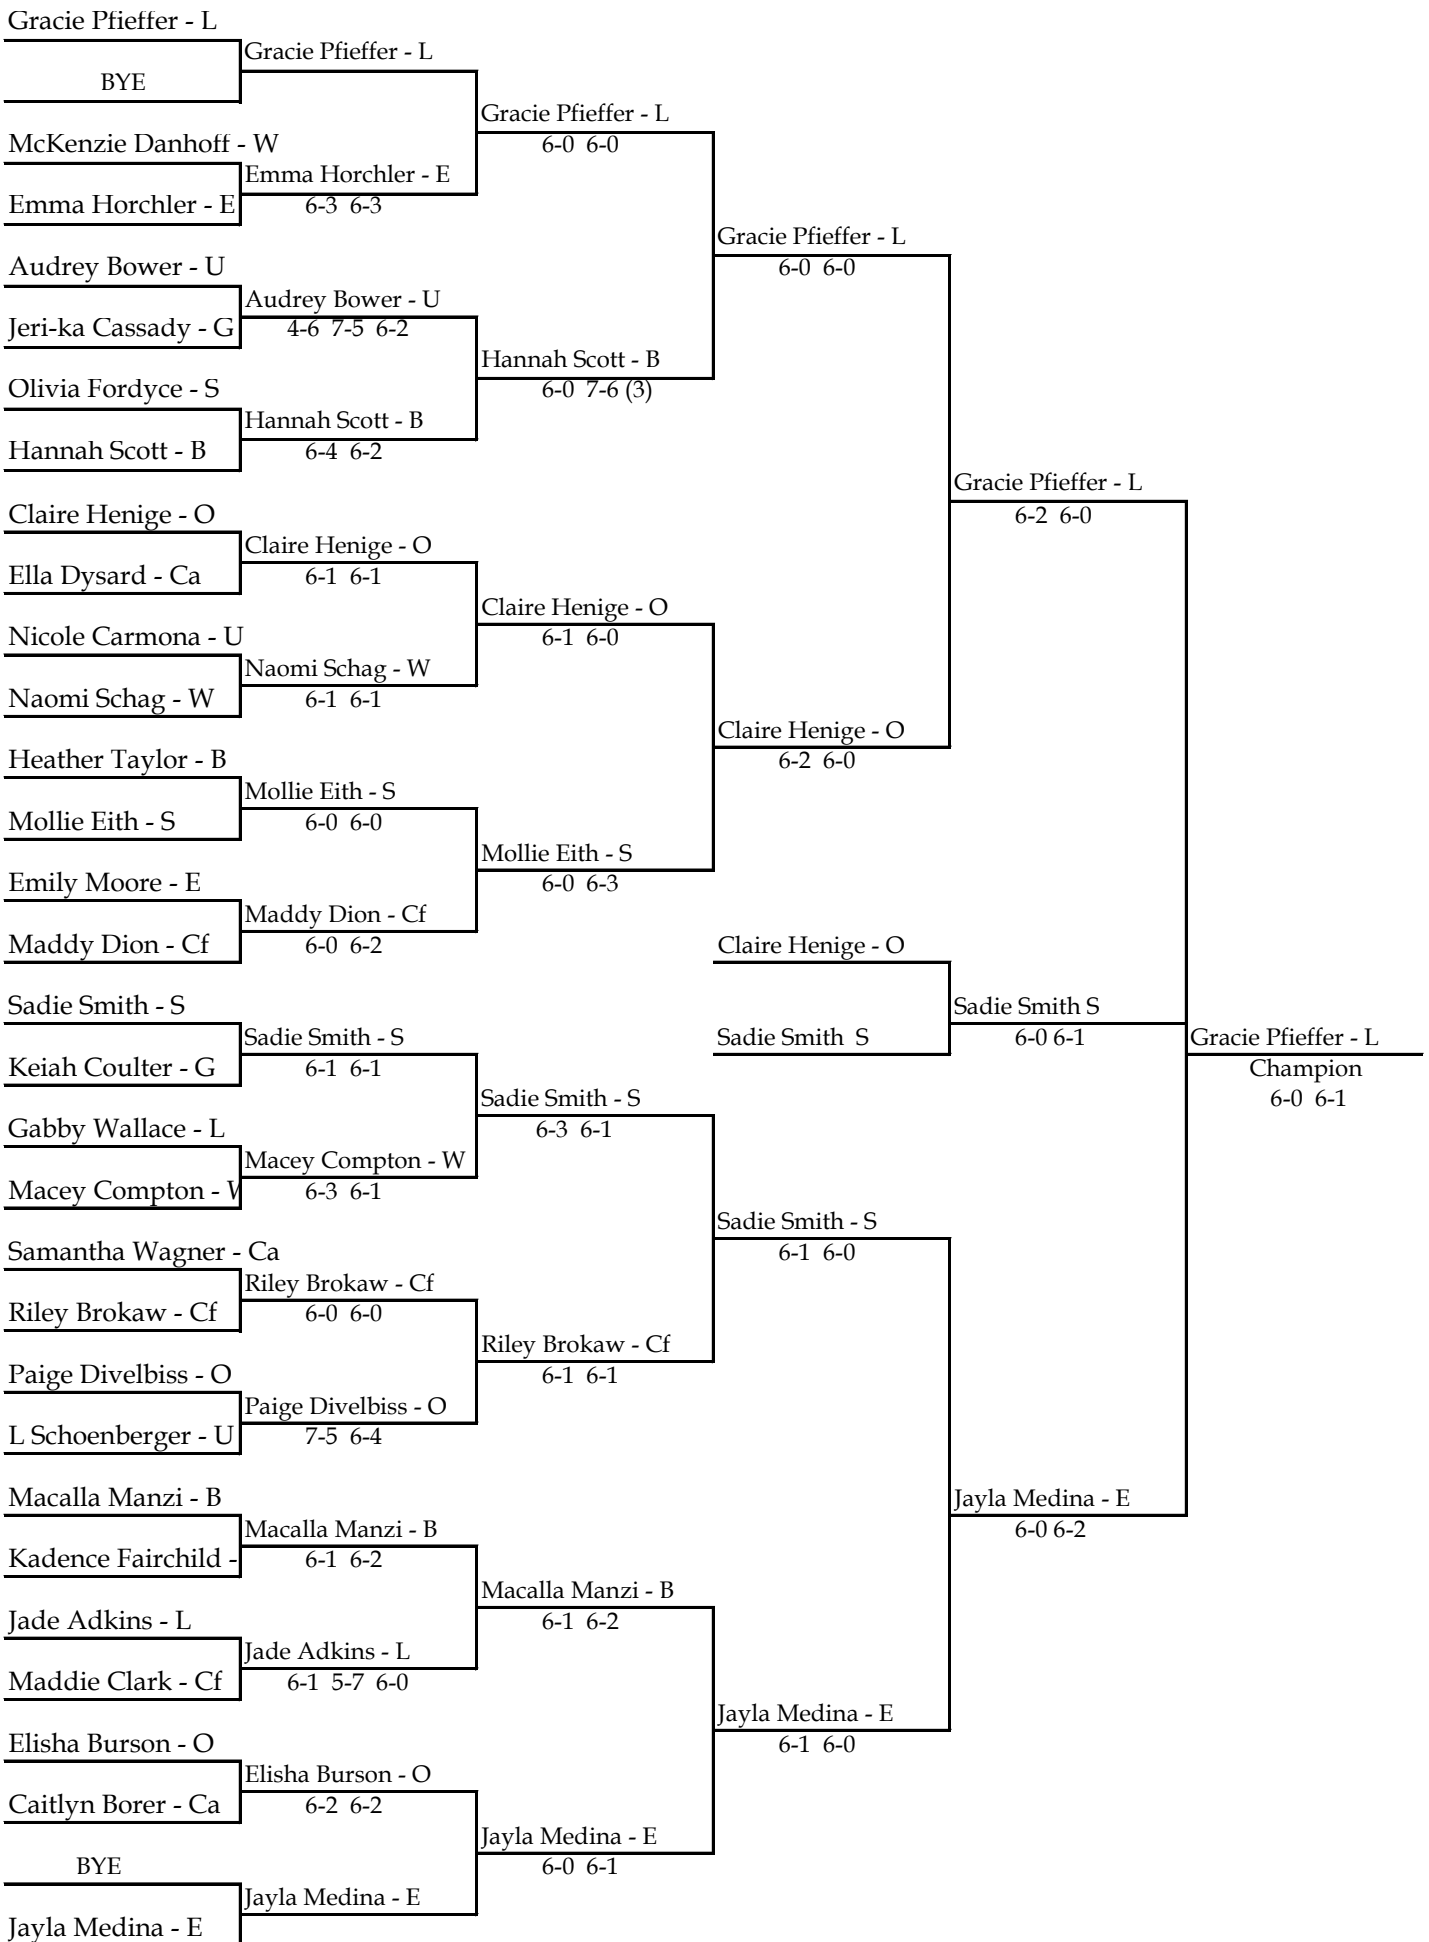 Gracie Pfieffer - L
Gracie Pfieffer - L
BYE
Gracie Pfieffer - L
6-0 6-0
McKenzie Danhoff - W
Emma Horchler - E
Emma Horchler - E
6-3 6-3
Gracie Pfieffer - L
6-0 6-0
Audrey Bower - U
Audrey Bower - U
Jeri-ka Cassady - G
4-6 7-5 6-2
Hannah Scott - B
6-0 7-6 (3)
Olivia Fordyce - S
Hannah Scott - B
Hannah Scott - B
6-4 6-2
Gracie Pfieffer - L
6-2 6-0
Claire Henige - O
Claire Henige - O
Ella Dysard - Ca
6-1 6-1
Claire Henige - O
6-1 6-0
Nicole Carmona - U
Naomi Schag - W
Naomi Schag - W
6-1 6-1
Claire Henige - O
6-2 6-0
Heather Taylor - B
Mollie Eith - S
Mollie Eith - S
6-0 6-0
Mollie Eith - S
6-0 6-3
Emily Moore - E
Maddy Dion - Cf
Maddy Dion - Cf
6-0 6-2
Claire Henige - O
Sadie Smith - S
Sadie Smith S
Sadie Smith - S
Sadie Smith S
6-0 6-1
Gracie Pfieffer - L
Keiah Coulter - G
6-1 6-1
Champion
6-0 6-1
Sadie Smith - S
6-3 6-1
Gabby Wallace - L
Macey Compton - W
Macey Compton - W
6-3 6-1
Sadie Smith - S
6-1 6-0
Samantha Wagner - Ca
Riley Brokaw - Cf
Riley Brokaw - Cf
6-0 6-0
Riley Brokaw - Cf
6-1 6-1
Paige Divelbiss - O
Paige Divelbiss - O
L Schoenberger - U
7-5 6-4
Jayla Medina - E
6-0 6-2
Macalla Manzi - B
Macalla Manzi - B
Kadence Fairchild -
6-1 6-2
Macalla Manzi - B
6-1 6-2
Jade Adkins - L
Jade Adkins - L
Maddie Clark - Cf
6-1 5-7 6-0
Jayla Medina - E
6-1 6-0
Elisha Burson - O
Elisha Burson - O
Caitlyn Borer - Ca
6-2 6-2
Jayla Medina - E
6-0 6-1
BYE
Jayla Medina - E
Jayla Medina - E